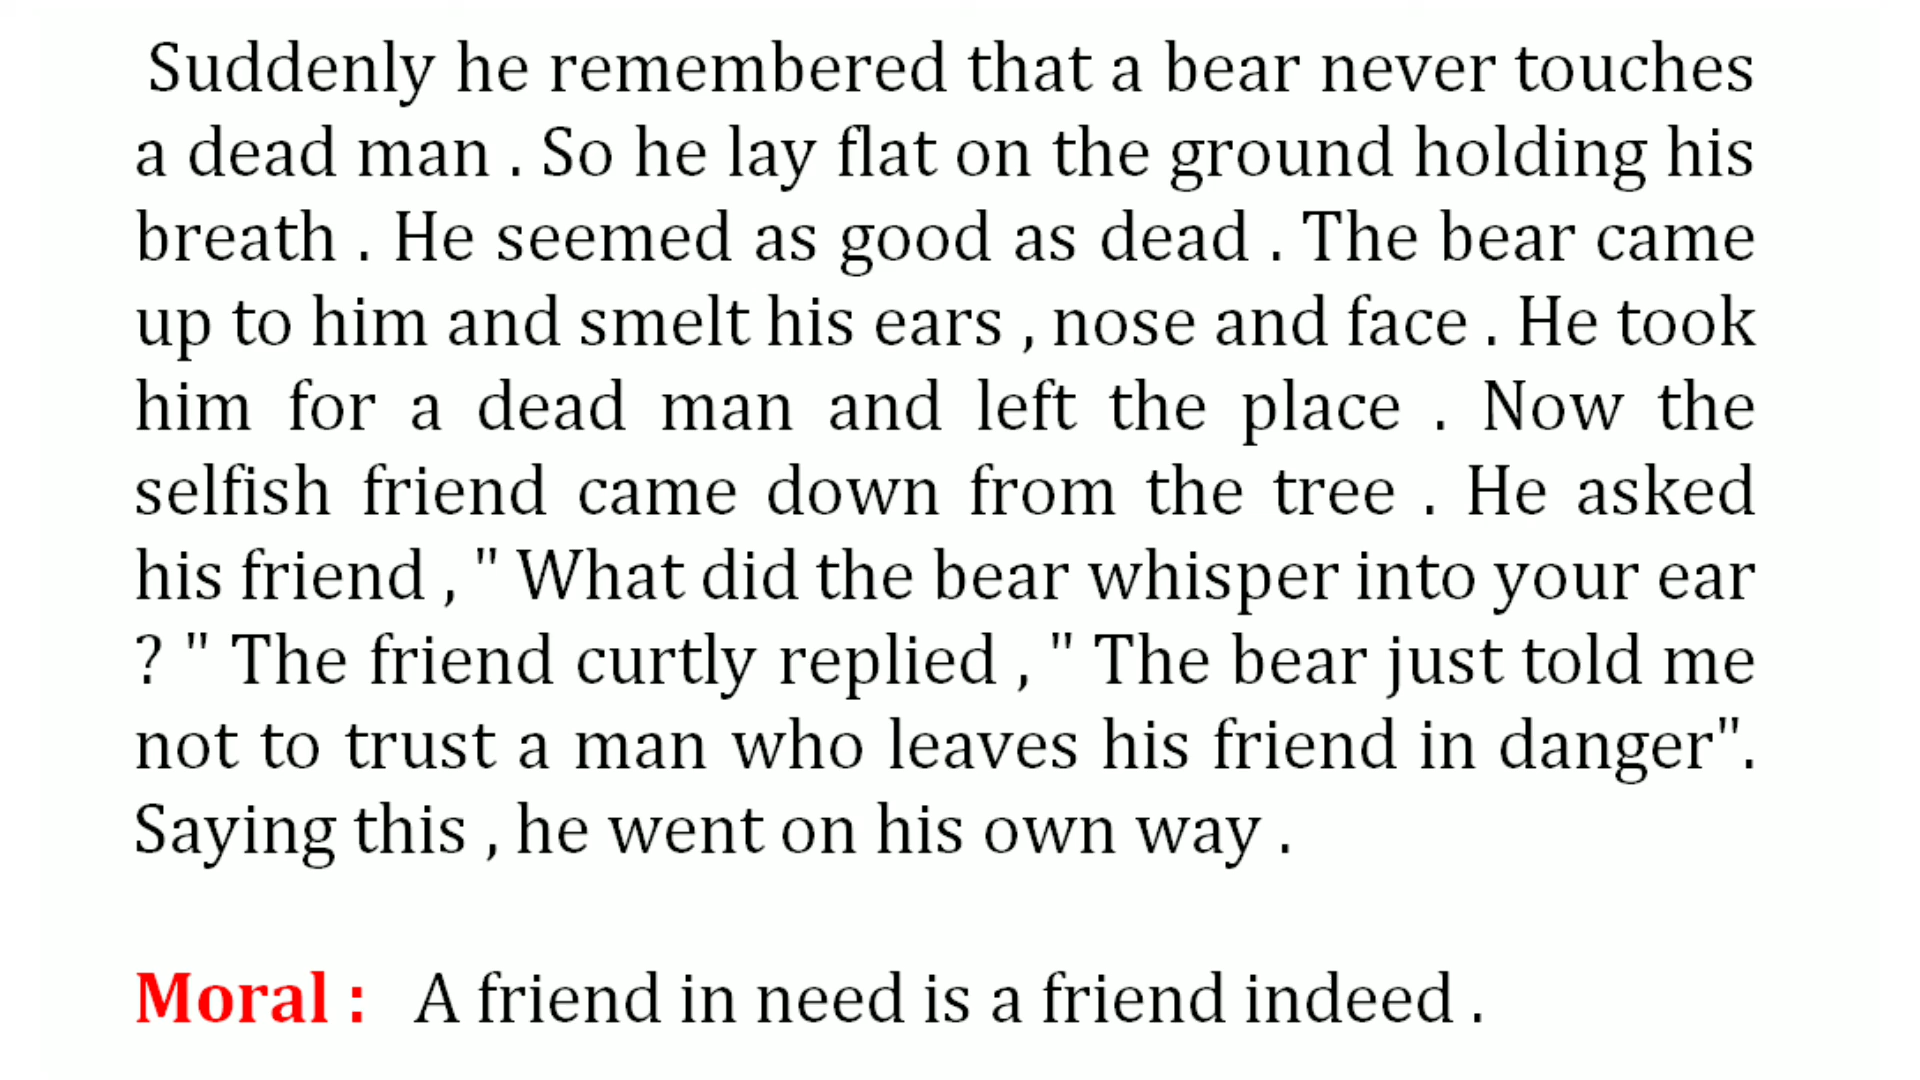 Suddenly he remembered that a bear never touches
a dead man . So he lay flat on the ground holding his
breath . He seemed as good as dead . The bear came
up to him and smelt his ears , nose and face . He took
him for a dead man and left the place . Now the
selfish friend came down from the tree . He asked
his friend , " What did the bear whisper into your ear
? " The friend curtly replied , " The bear just told me
not to trust a man who leaves his friend in danger".
Saying this , he went on his own way .
Moral : A friend in need is a friend indeed .